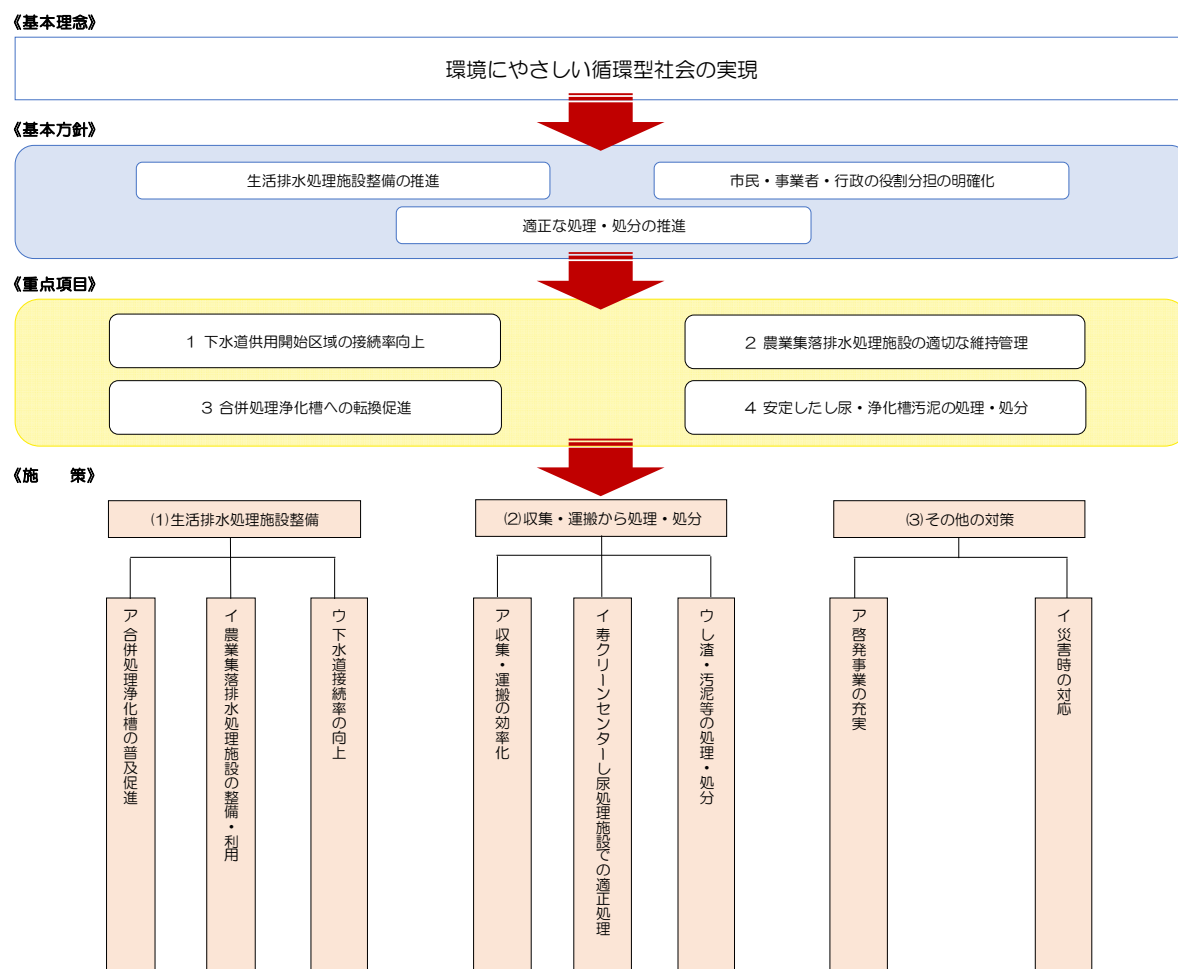 《基本理念》
環境にやさしい循環型社会の実現
《基本方針》
生活排水処理施設整備の推進
市民・事業者・行政の役割分担の明確化
適正な処理・処分の推進
《重点項目》
1 下水道供用開始区域の接続率向上
2 農業集落排水処理施設の適切な維持管理
3 合併処理浄化槽への転換促進
4 安定したし尿・浄化槽汚泥の処理・処分
《施　　策》
(1)生活排水処理施設整備
(2)収集・運搬から処理・処分
(3)その他の対策
ア 合併処理浄化槽の普及促進
イ 農業集落排水処理施設の整備・利用
ウ 下水道接続率の向上
ア 収集・運搬の効率化
イ 寿クリーンセンターし尿処理施設での適正処理
ウ し渣・汚泥等の処理・処分
ア 啓発事業の充実
イ 災害時の対応